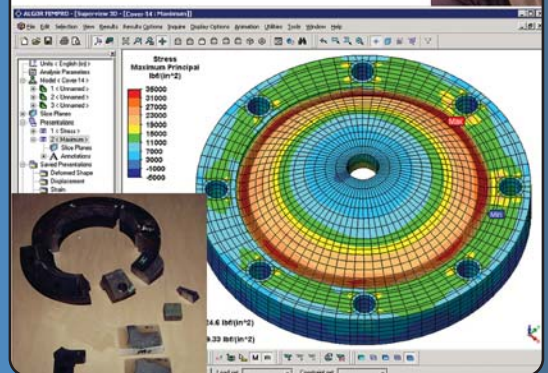 ALGOR FEMPRO - [Superview 3D - [Cover-14 : Maximum]]
File Edit Selection View Results Results Options Inquire Display Options Animation Utilities Tools Window Help
Units < English (in) >
Analysis Parameters
Model < Cover-14 >
1 < Unnamed >
2 < Unnamed >
3 < Unnamed >
Slice Planes
Presentations
1 < Stress >
2 < Maximum >
Slice Planes
Annotations
Saved Presentations
Deformed Shape
Displacement
Strain
Stress
Maximum Principal
lbf/(in^2)
35000
31000
27000
23000
19000
15000
11000
7000
3000
-1000
-5000
Max
Min
24.6 lbf/(in^2)
9.33 lbf/(in^2)